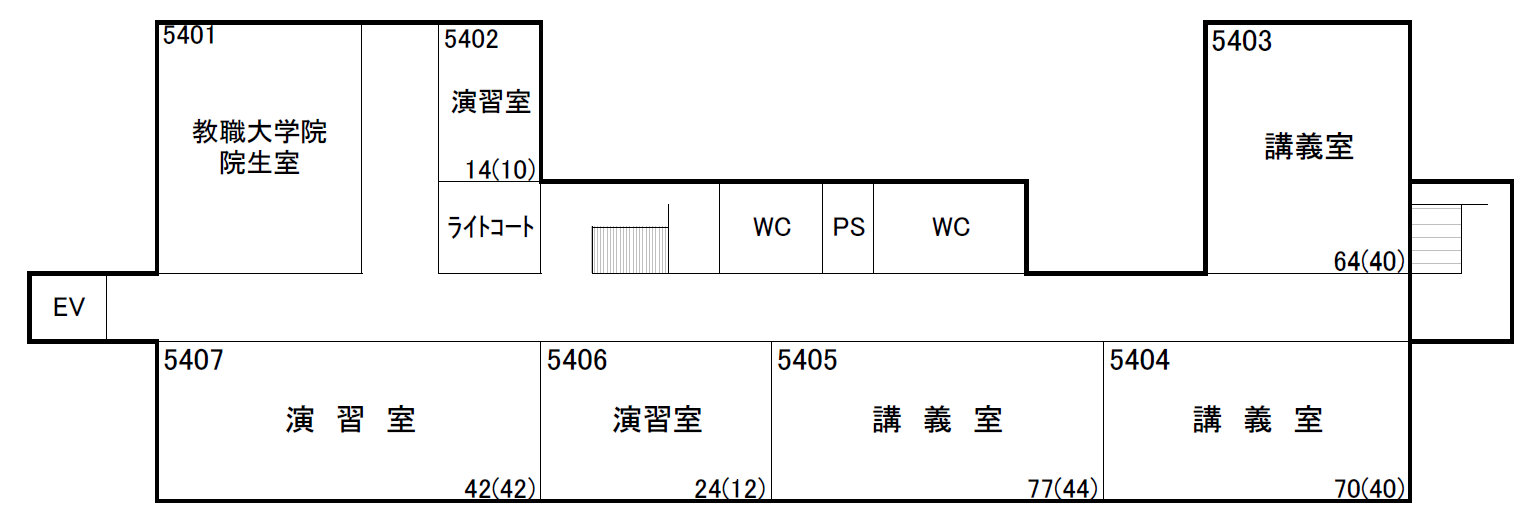 5401
教職大学院
院生室
5402
演習室
14(10)
ライトコート
WC
PS
WC
5403
講義室
64(40)
EV
5407
演習室
42(42)
5406
演習室
24(12)
5405
講義室
77(44)
5404
講義室
70(40)